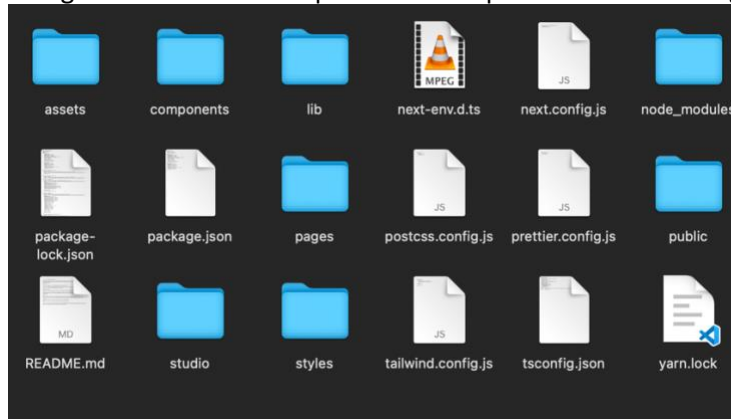 assets
components
lib
next-env.d.ts
MPEG
next.config.js
JS
node_modules
package-
lock.json
package.json
pages
postcss.config.js
JS
prettier.config.js
JS
public
README.md
MD
studio
styles
tailwind.config.js
JS
tsconfig.json
yarn.lock